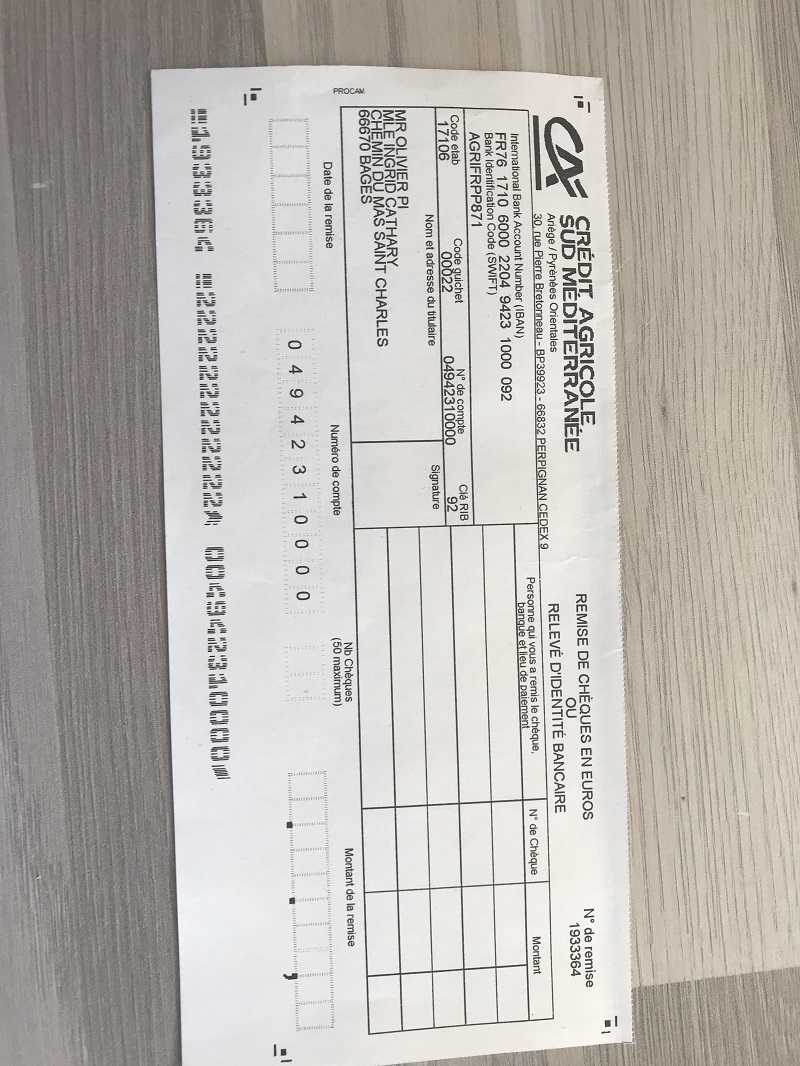 CA
CRÉDIT AGRICOLE
SUD MÉDITERRANÉE
Ariège / Pyrénées Orientales
30, rue Pierre Bretonneau - BP39923 - 66832 PERPIGNAN CEDEX 9
REMISE DE CHÈQUES EN EUROS
OU
RELEVÉ D'IDENTITÉ BANCAIRE
N° de remise
1933364
International Bank Account Number (IBAN)
FR76 1710 6000 2204 9423 1000 092
Bank Identification Code (SWIFT)
AGRIFRPP871
Code etab Code guichet N° de compte Clé RIB
17106 00022 04942310000 92
Nom et adresse du titulaire
Signature
MR OLIVIER PI
MLE INGRID CATHARY
CHEMIN DU MAS SAINT CHARLES
66670 BAGES
Personne qui vous a remis le chèque,
banque et lieu de paiement
N° de Chèque
Montant
PROCAM
Date de la remise
Numéro de compte
Nb Chèques
(50 maximum)
Montant de la remise
0 4 9 4 2 3 1 0 0 0 0